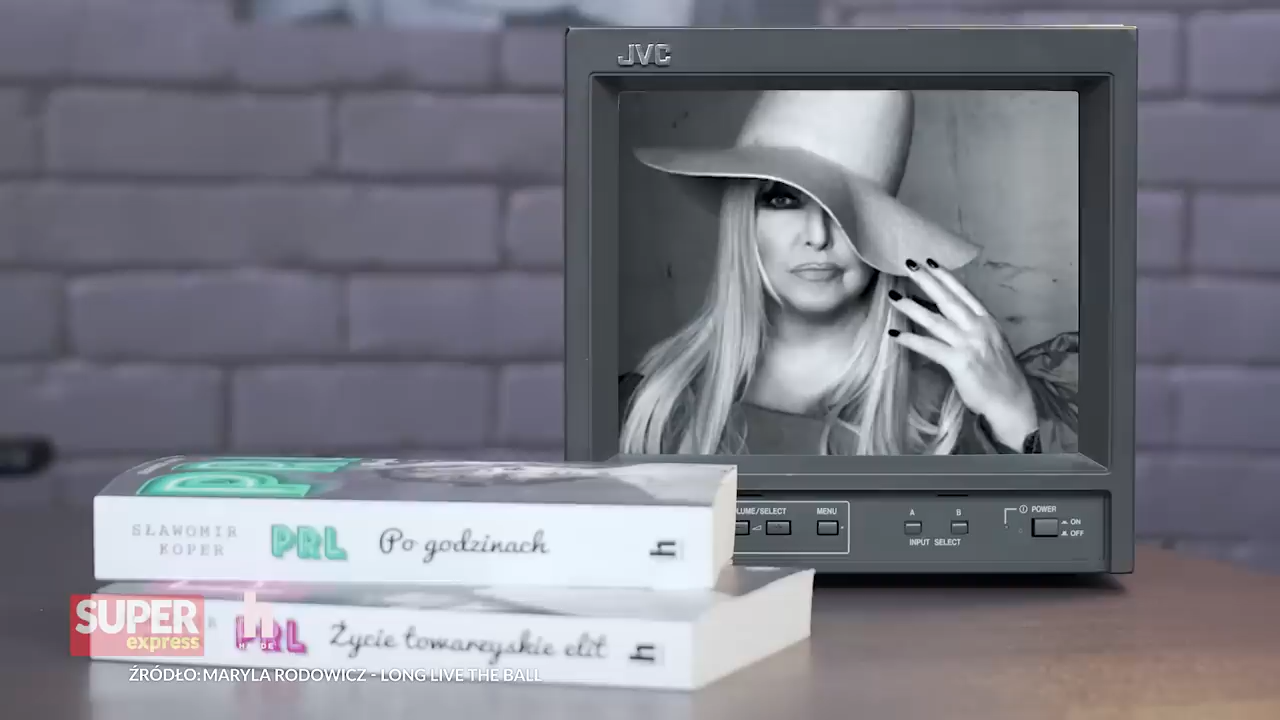 JVC
VOLUME/SELECT
MENU
A
B
INPUT SELECT
POWER
ON
OFF
SŁAWOMIR
KOPER
PRL
Po godzinach
h
PRL
Życie towarzyskie elit
h
SUPER
express
h
ŹRÓDŁO: MARYLA RODOWICZ - LONG LIVE THE BALL